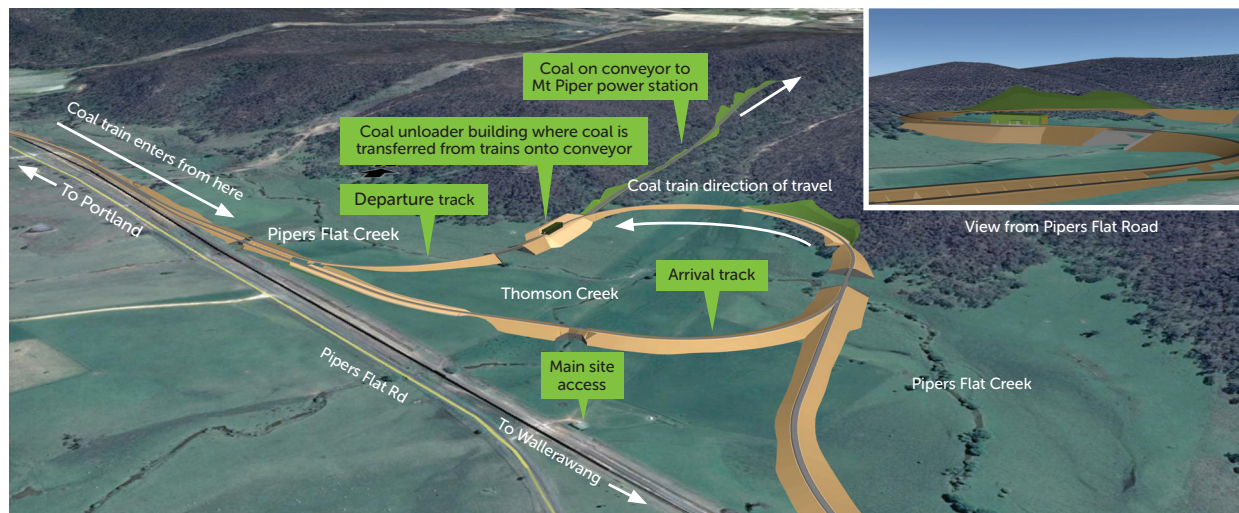 Coal on conveyor to
Mt Piper power station
Coal unloader building where coal is
transferred from trains onto conveyor
Coal train enters from here
To Portland
Departure track
Coal train direction of travel
View from Pipers Flat Road
Pipers Flat Creek
Arrival track
Thomson Creek
Main site
access
Pipers Flat Rd
Pipers Flat Creek
To Wallerawang